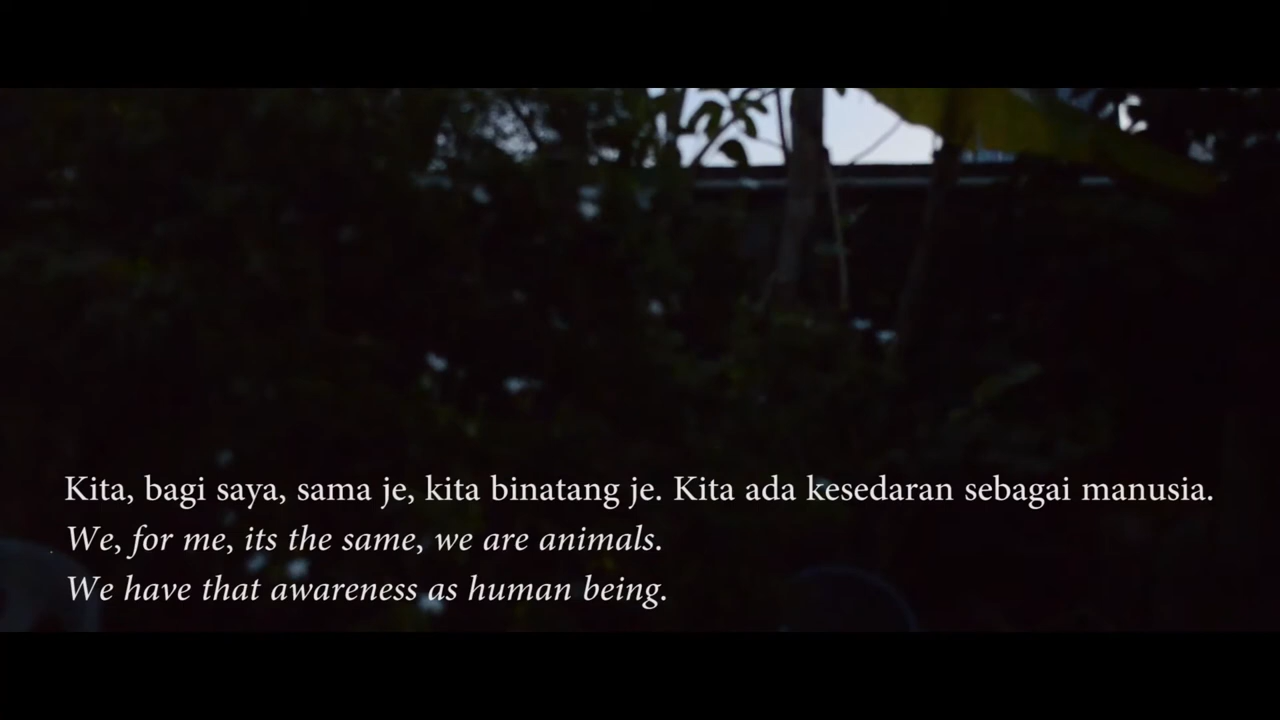 Kita, bagi saya, sama je, kita binatang je. Kita ada kesedaran sebagai manusia.
We, for me, its the same, we are animals.
We have that awareness as human being.